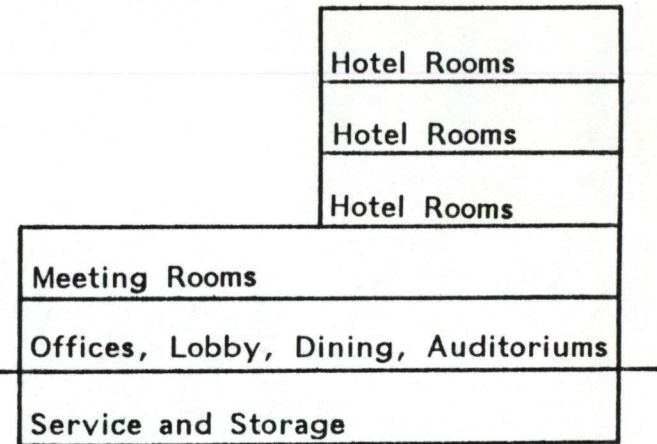 Hotel Rooms
Hotel Rooms
Hotel Rooms
Meeting Rooms
Offices, Lobby, Dining, Auditoriums
Service and Storage